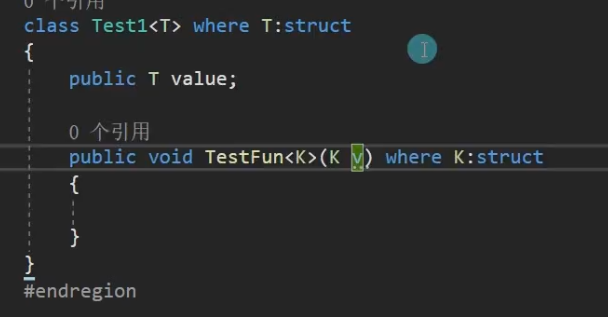 0 个引用
class Test1<T> where T:struct
{
public T value;
0 个引用
public void TestFun<K>(K v) where K:struct
{
}
}
#endregion